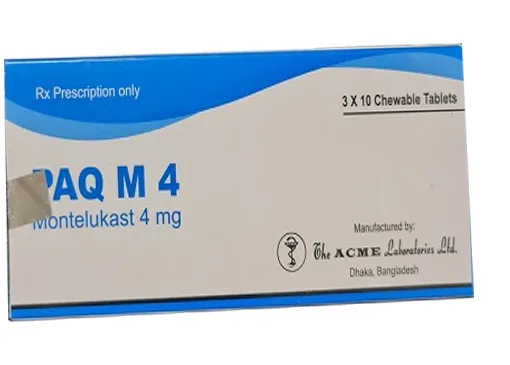 Rx Prescription only
3 X 10 Chewable Tablets
PAQ M 4
Montelukast 4 mg
Manufactured by:
The ACME Laboratories Ltd.
Dhaka, Bangladesh